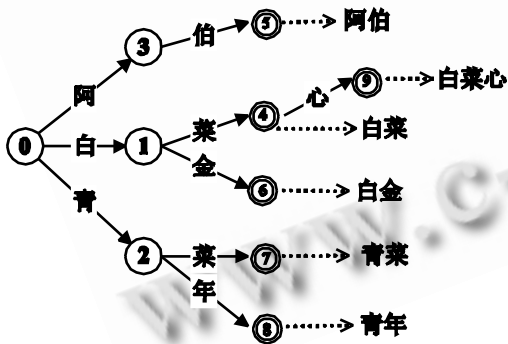 阿 3 伯 5 阿伯
0 白 1 菜 4 心 9 白菜心
白菜
金 6 白金
青 2 菜 7 青菜
年 8 青年
www.c